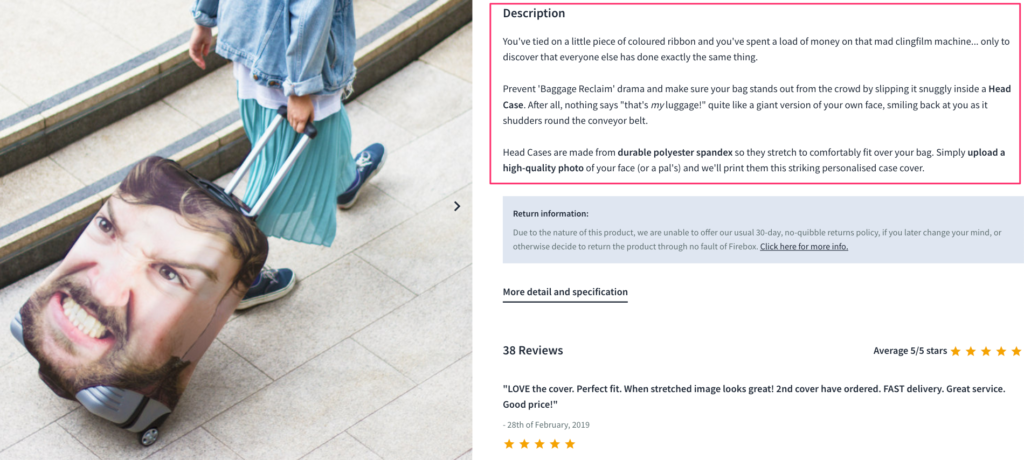 Description
You've tied on a little piece of coloured ribbon and you've spent a load of money on that mad clingfilm machine... only to
discover that everyone else has done exactly the same thing.
Prevent 'Baggage Reclaim' drama and make sure your bag stands out from the crowd by slipping it snuggly inside a Head
Case. After all, nothing says "that's my luggage!" quite like a giant version of your own face, smiling back at you as it
shudders round the conveyor belt.
Head Cases are made from durable polyester spandex so they stretch to comfortably fit over your bag. Simply upload a
high-quality photo of your face (or a pal's) and we'll print them this striking personalised case cover.
Return information:
Due to the nature of this product, we are unable to offer our usual 30-day, no-quibble returns policy, if you later change your mind, or
otherwise decide to return the product through no fault of Firebox. Click here for more info.
More detail and specification
38 Reviews
Average 5/5 stars
"LOVE the cover. Perfect fit. When stretched image looks great! 2nd cover have ordered. FAST delivery. Great service.
Good price!"
- 28th of February, 2019